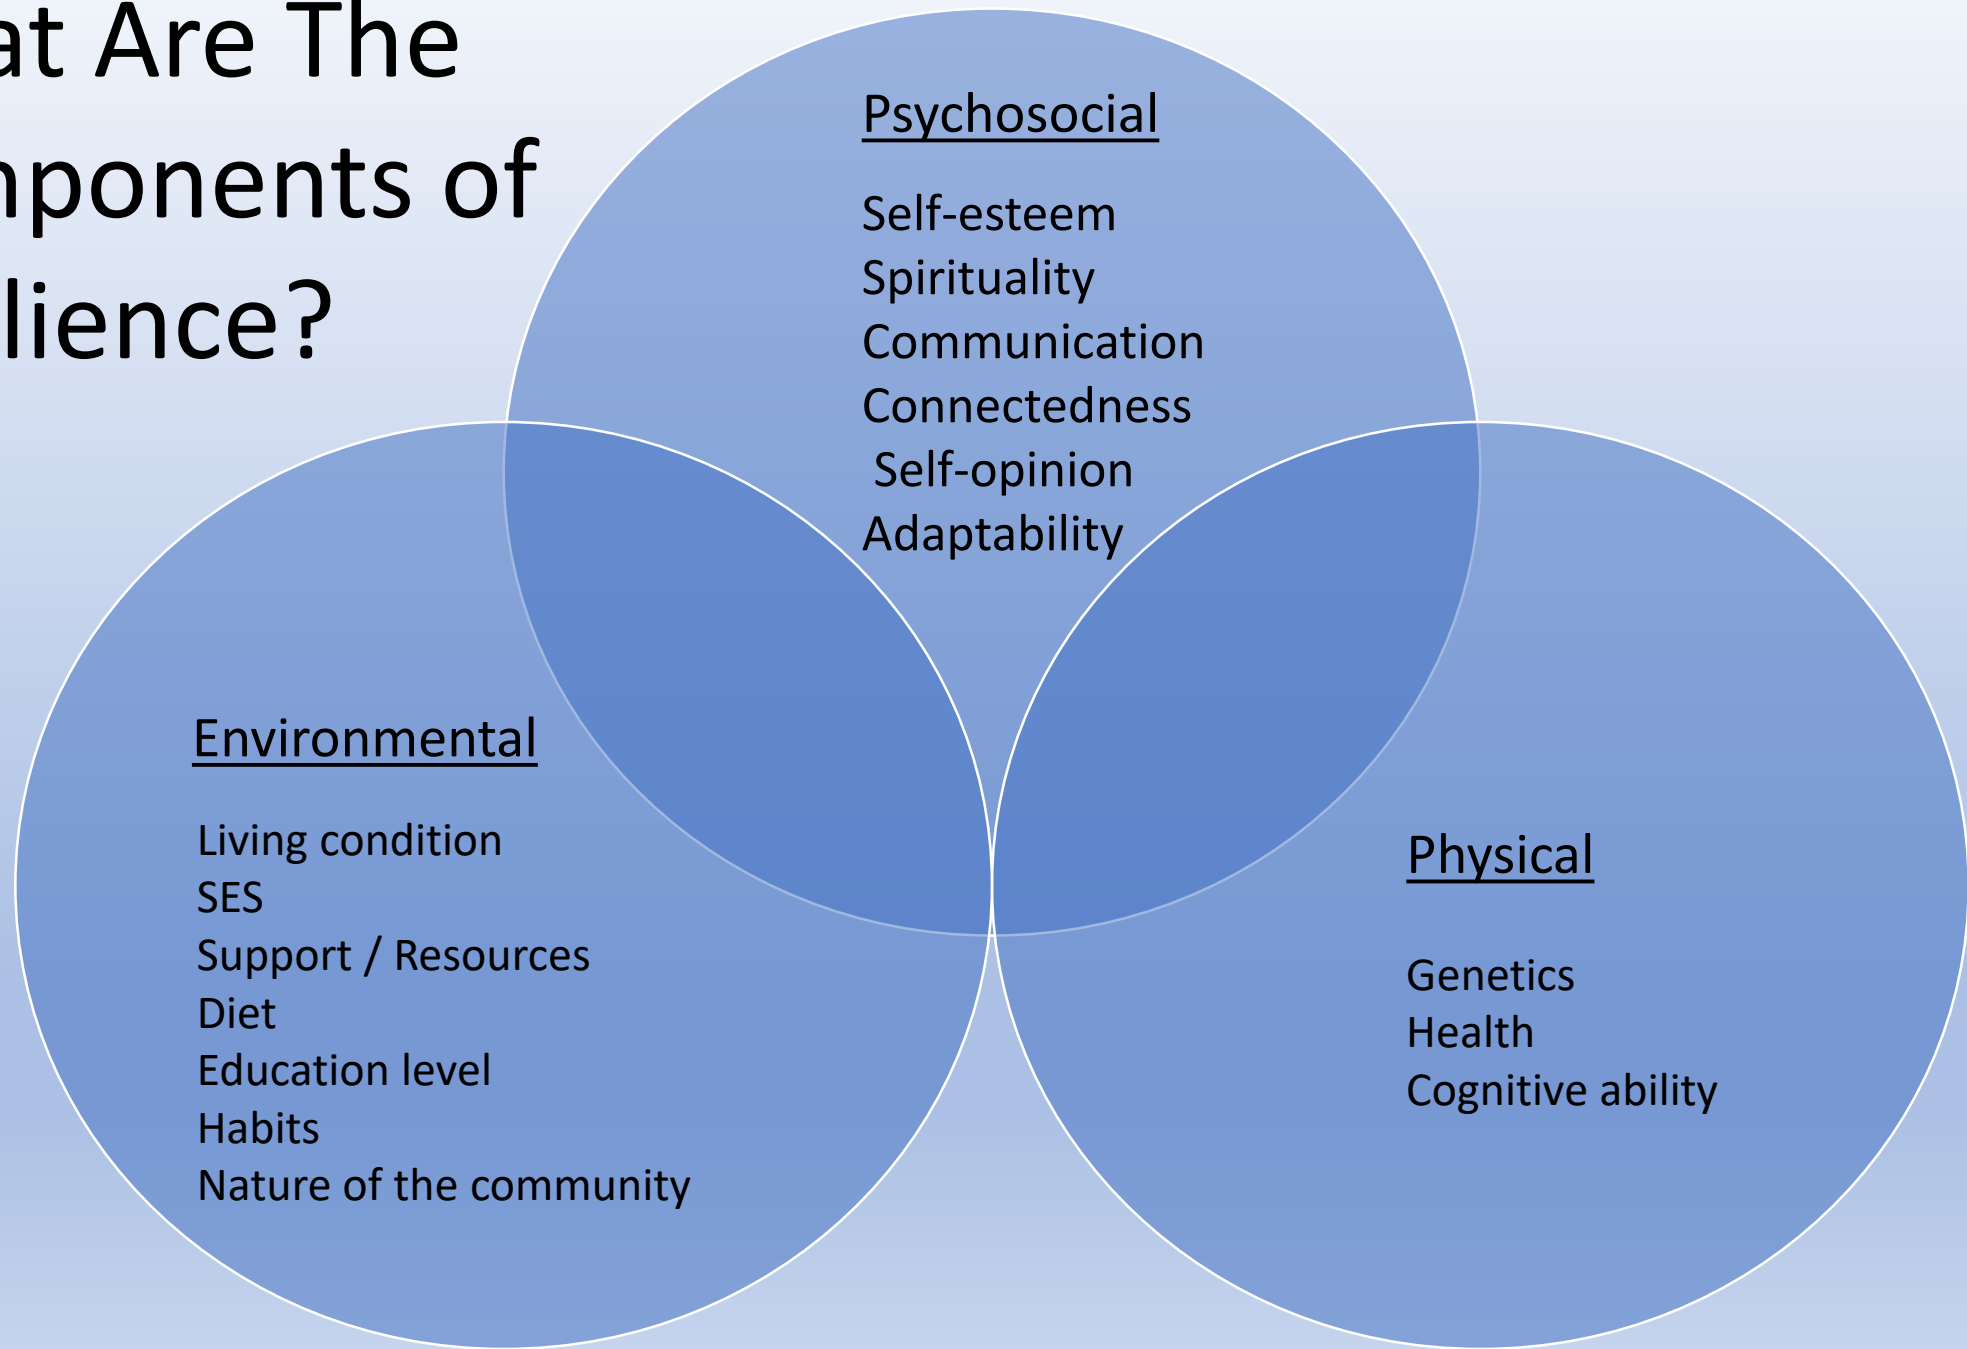 at Are The
nponents of
lience?
Psychosocial
Self-esteem
Spirituality
Communication
Connectedness
Self-opinion
Adaptability
Environmental
Living condition
SES
Support / Resources
Diet
Education level
Habits
Nature of the community
Physical
Genetics
Health
Cognitive ability